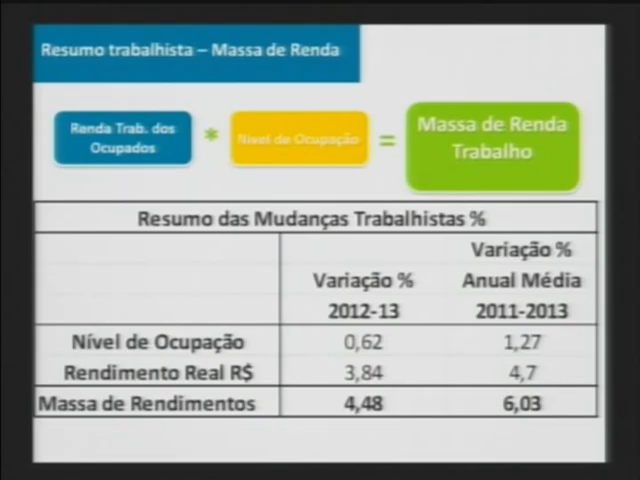 Resumo trabalhista – Massa de Renda
Renda Trab. dos
Ocupados
*
Nível de Ocupação
=
Massa de Renda
Trabalho
Resumo das Mudanças Trabalhistas %
Variação %
2012-13
Variação %
Anual Média
2011-2013
Nível de Ocupação 0,62 1,27
Rendimento Real R$ 3,84 4,7
Massa de Rendimentos 4,48 6,03